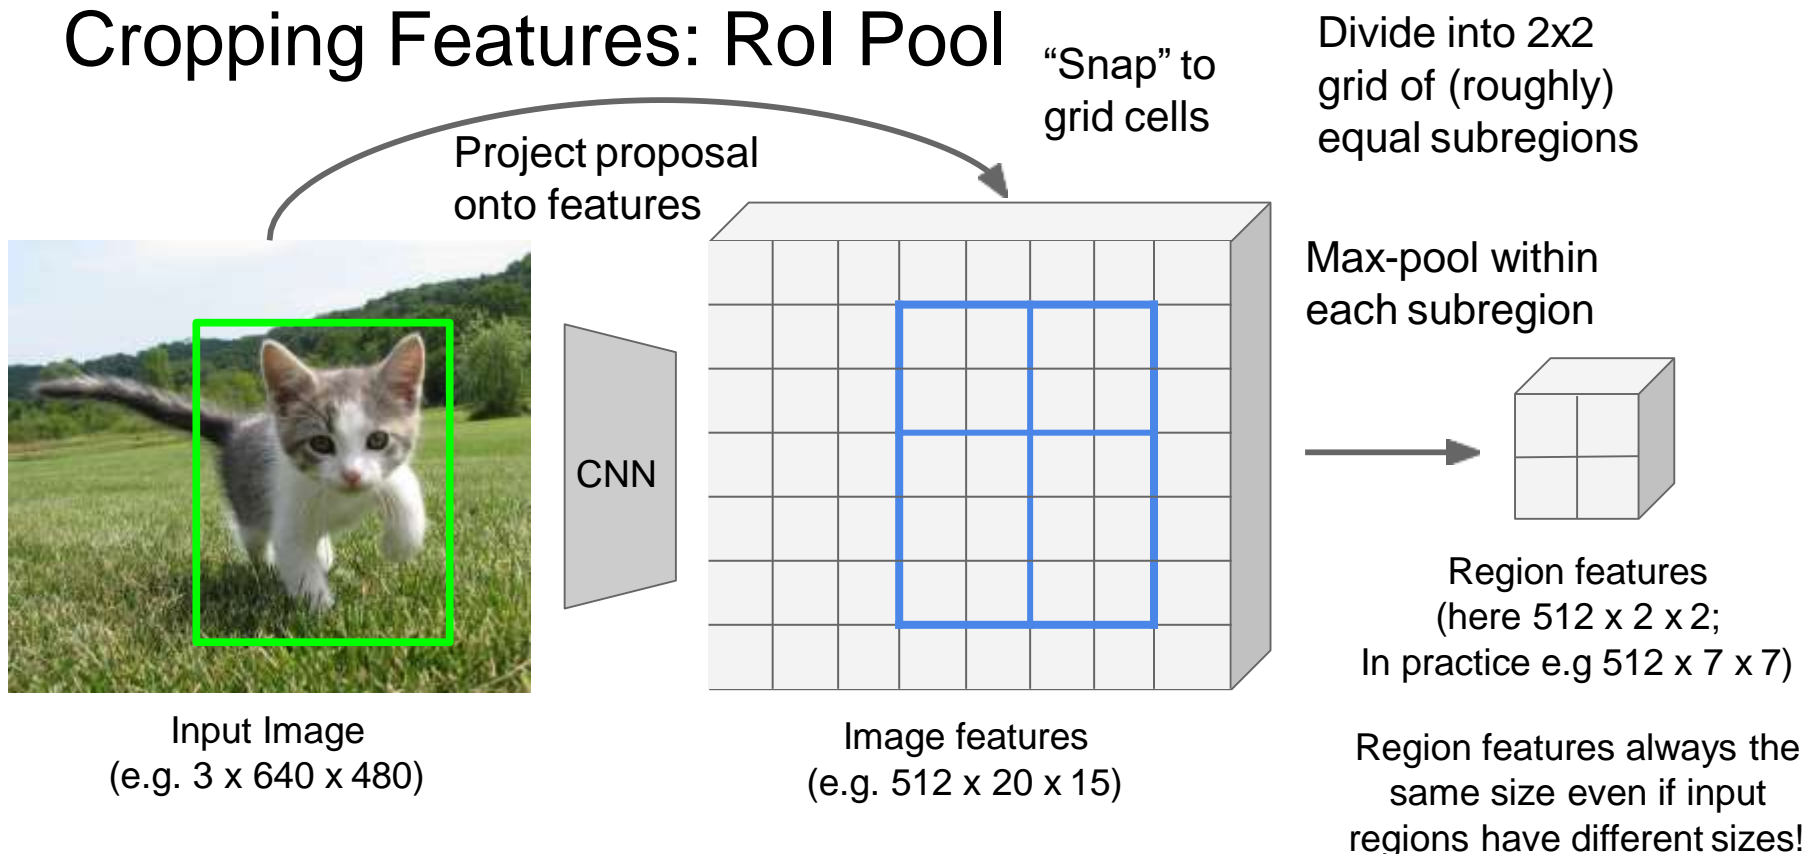 Cropping Features: RoI Pool
“Snap” to
grid cells
Divide into 2x2
grid of (roughly)
equal subregions
Project proposal
onto features
Max-pool within
each subregion
CNN
Region features
(here 512 x 2 x 2;
In practice e.g 512 x 7 x 7)
Input Image
(e.g. 3 x 640 x 480)
Image features
(e.g. 512 x 20 x 15)
Region features always the
same size even if input
regions have different sizes!